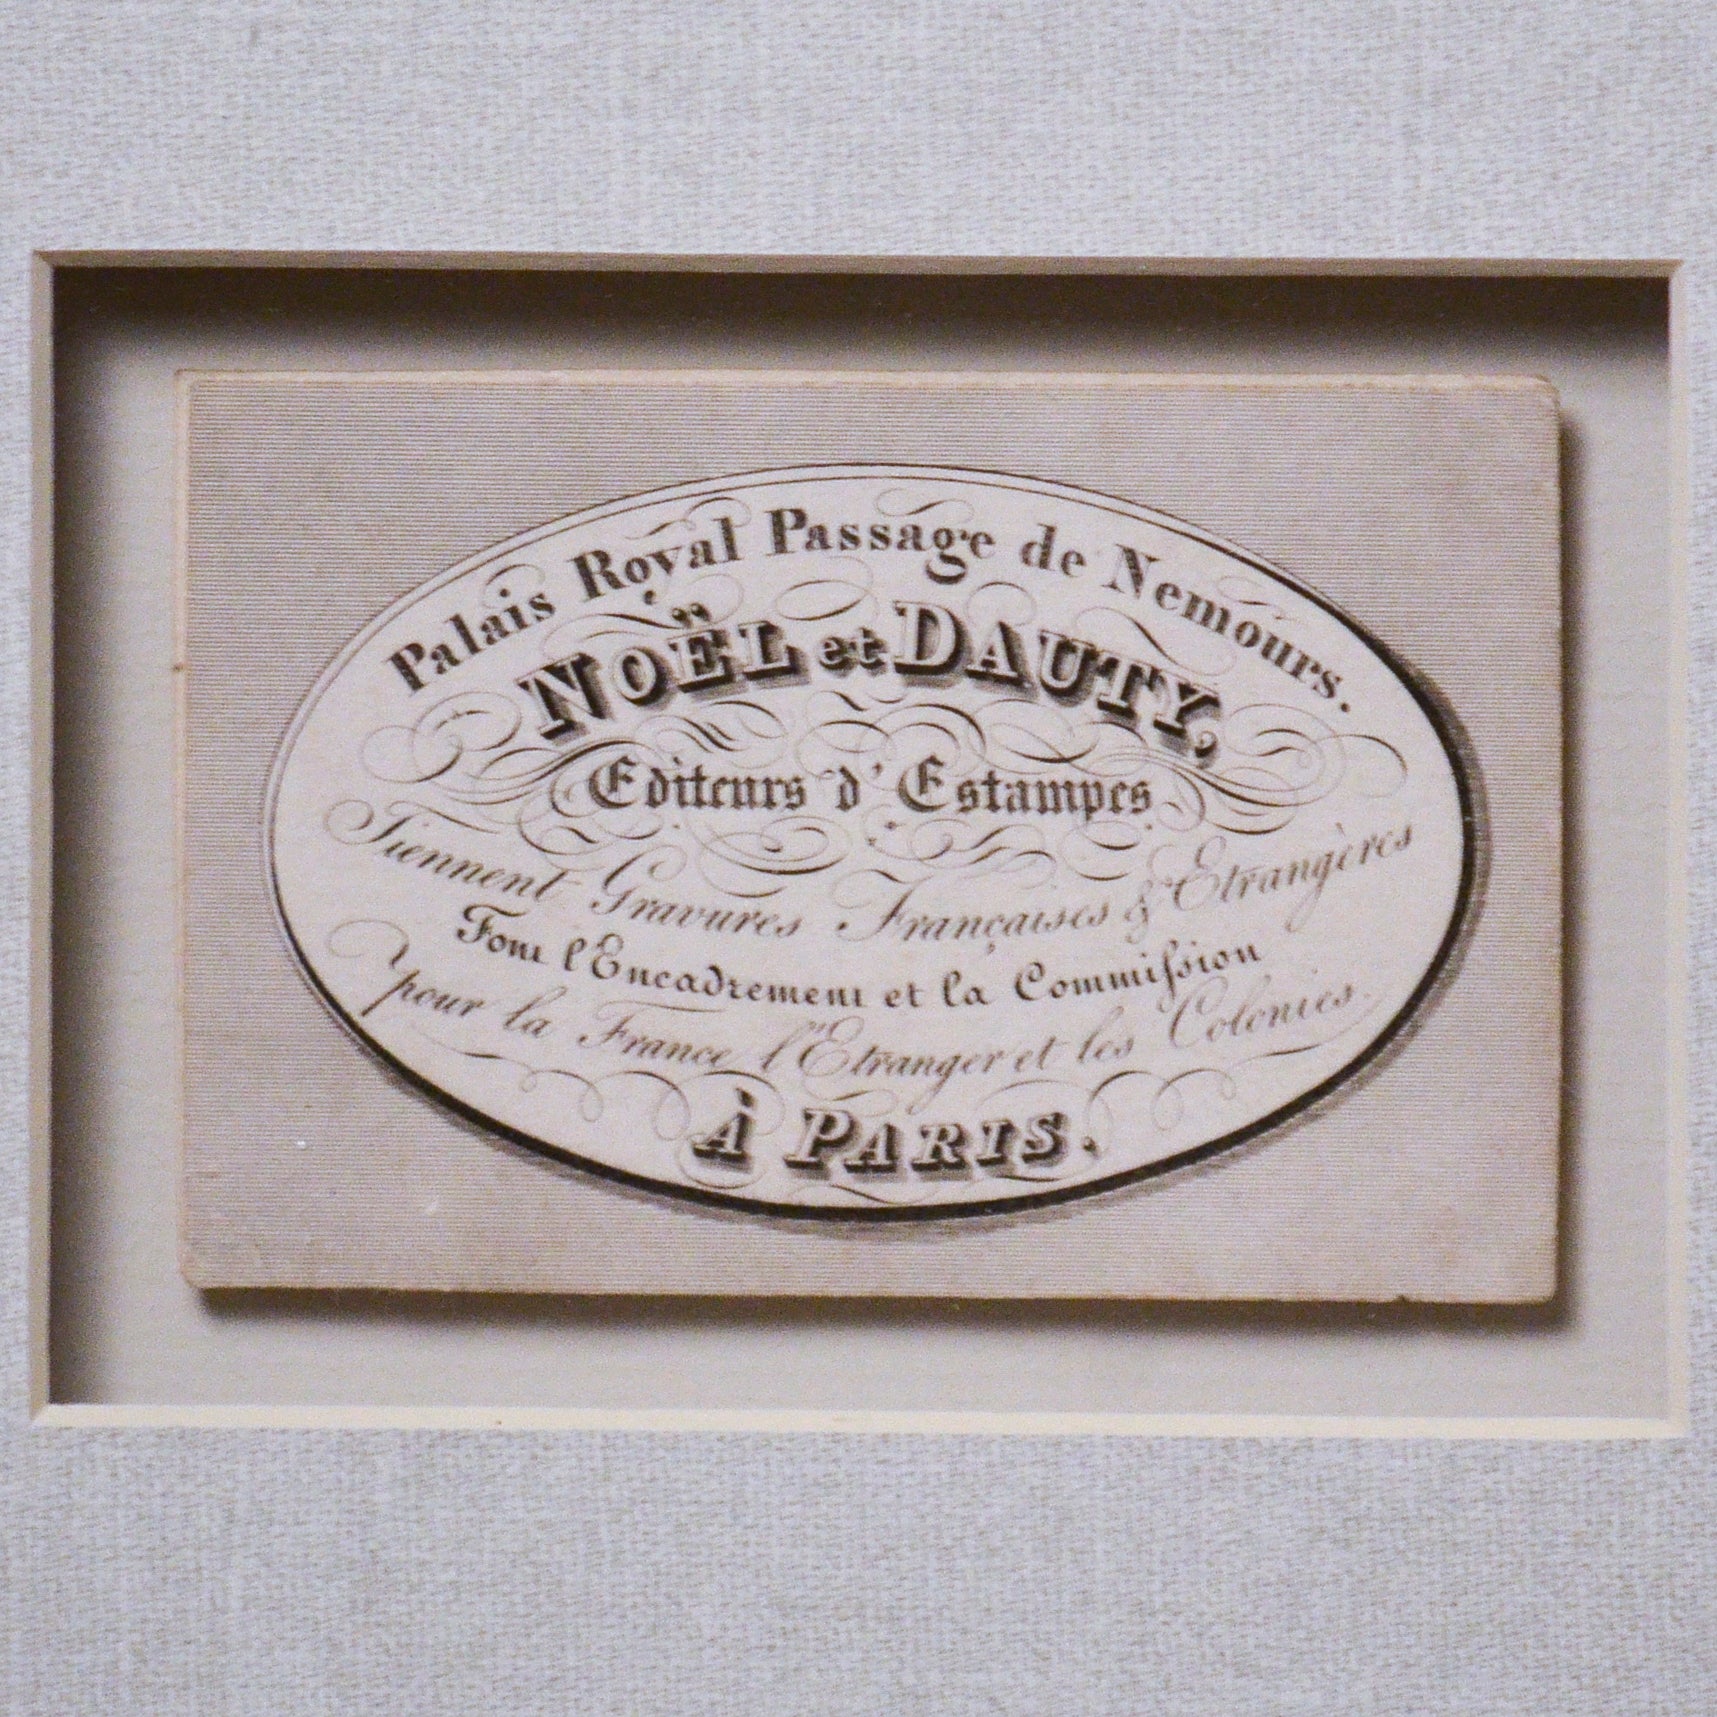 Palais Royal Passage de Nemours.
NOËL et DAUTY,
Editeurs d'Estampes
Tiennent Gravures Françaises & Etrangères
Font l'Encadrement et la Commiſsion
pour la France l'Etranger et les Colonies.
À PARIS.